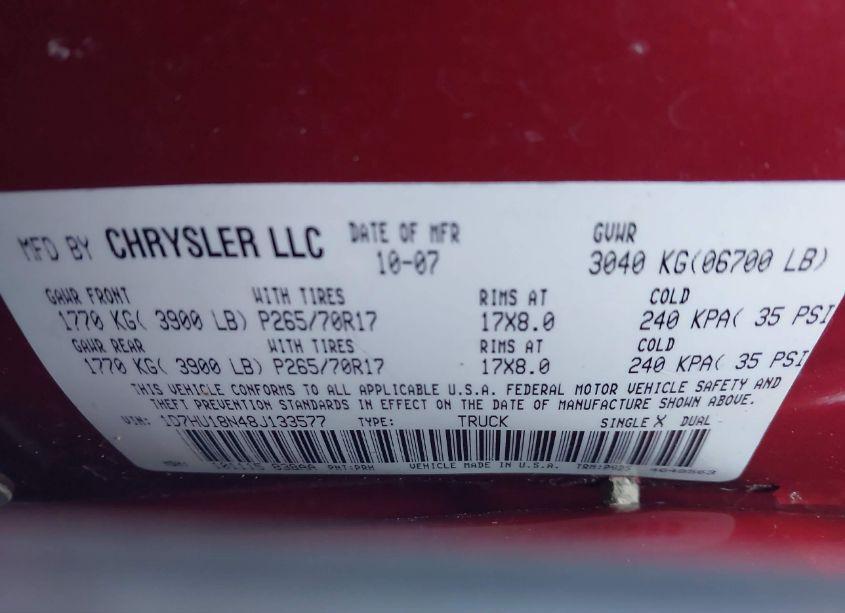 MFD BY CHRYSLER LLC DATE OF MFR 10-07 GVWR 3040 KG(06700 LB)
GAWR FRONT WITH TIRES RIMS AT COLD
1770 KG( 3900 LB) P265/70R17 17X8.0 240 KPA( 35 PSI
GAWR REAR WITH TIRES RIMS AT COLD
1770 KG( 3900 LB) P265/70R17 17X8.0 240 KPA( 35 PSI
THIS VEHICLE CONFORMS TO ALL APPLICABLE U.S.A. FEDERAL MOTOR VEHICLE SAFETY AND
THEFT PREVENTION STANDARDS IN EFFECT ON THE DATE OF MANUFACTURE SHOWN ABOVE.
VIN: 1D7HU18N48J133577 TYPE: TRUCK SINGLE X DUAL
PNT:PRH VEHICLE MADE IN U.S.A.